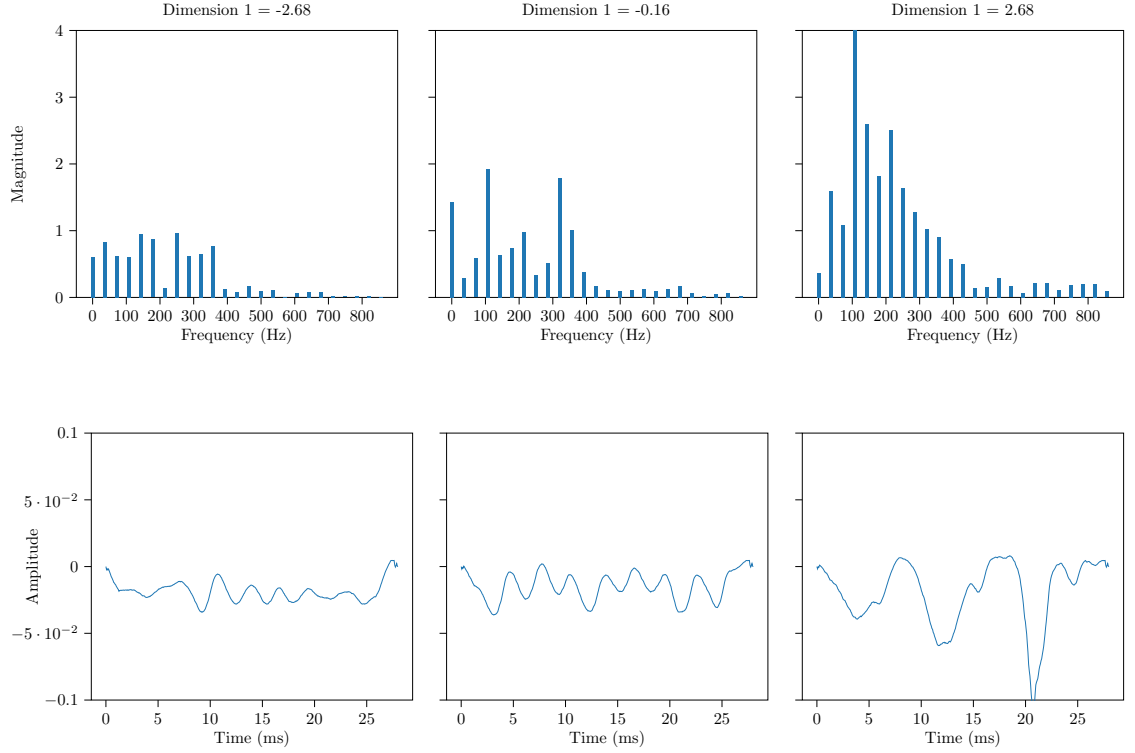 Dimension 1 = -2.68
Dimension 1 = -0.16
Dimension 1 = 2.68
Magnitude
4
3
2
1
0
0 100 200 300 400 500 600 700 800
0 100 200 300 400 500 600 700 800
0 100 200 300 400 500 600 700 800
Frequency (Hz)
Frequency (Hz)
Frequency (Hz)
Amplitude
0.1
5 · 10⁻²
0
−5 · 10⁻²
−0.1
0 5 10 15 20 25
0 5 10 15 20 25
0 5 10 15 20 25
Time (ms)
Time (ms)
Time (ms)